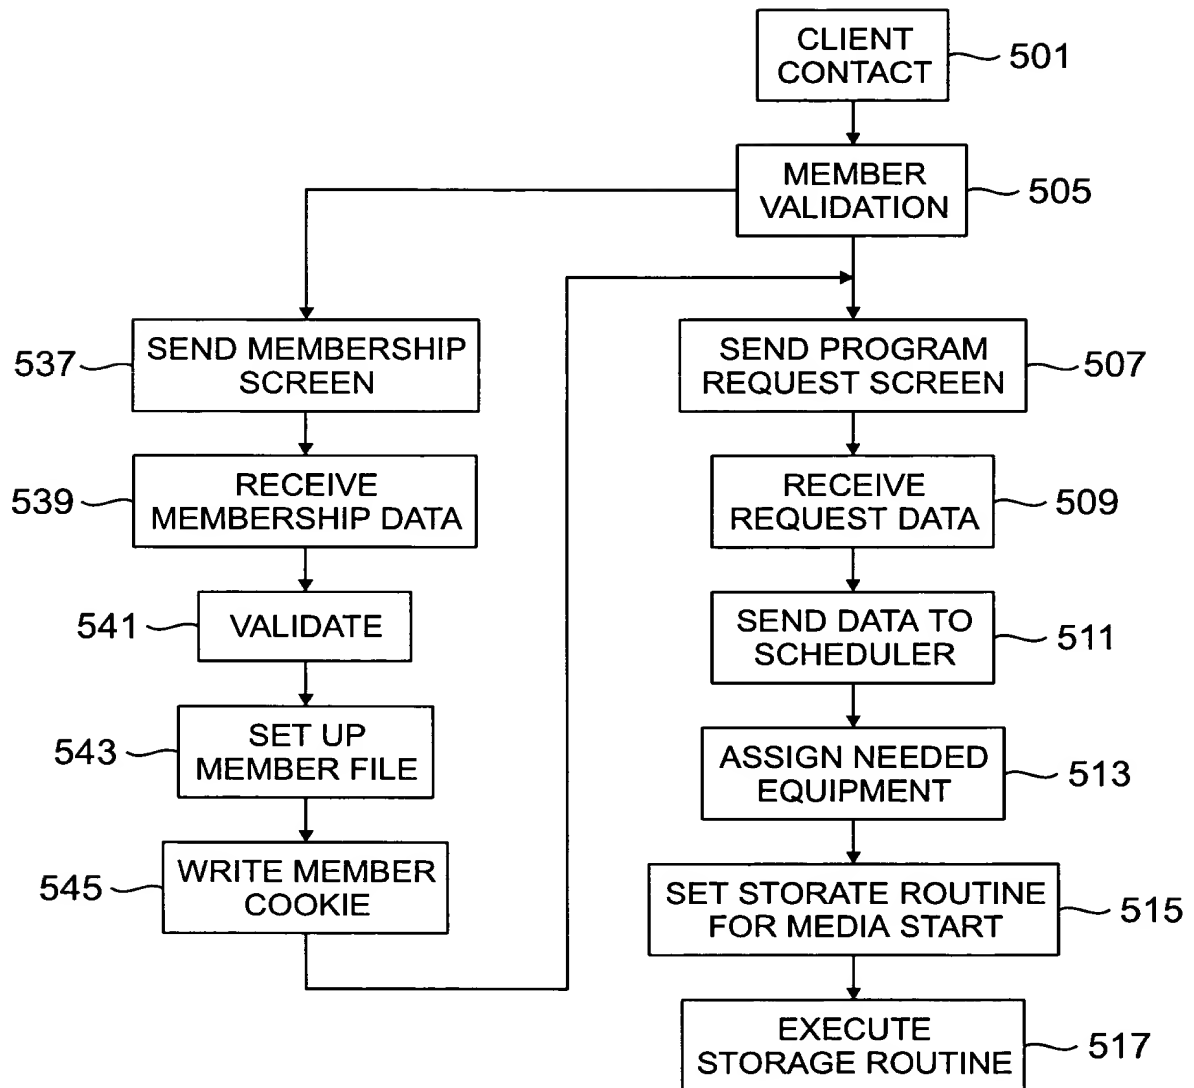 CLIENT
CONTACT
501
MEMBER
VALIDATION
505
537
SEND MEMBERSHIP
SCREEN
SEND PROGRAM
REQUEST SCREEN
507
539
RECEIVE
MEMBERSHIP DATA
RECEIVE
REQUEST DATA
509
541
VALIDATE
SEND DATA TO
SCHEDULER
511
543
SET UP
MEMBER FILE
ASSIGN NEEDED
EQUIPMENT
513
545
WRITE MEMBER
COOKIE
SET STORATE ROUTINE
FOR MEDIA START
515
EXECUTE
STORAGE ROUTINE
517